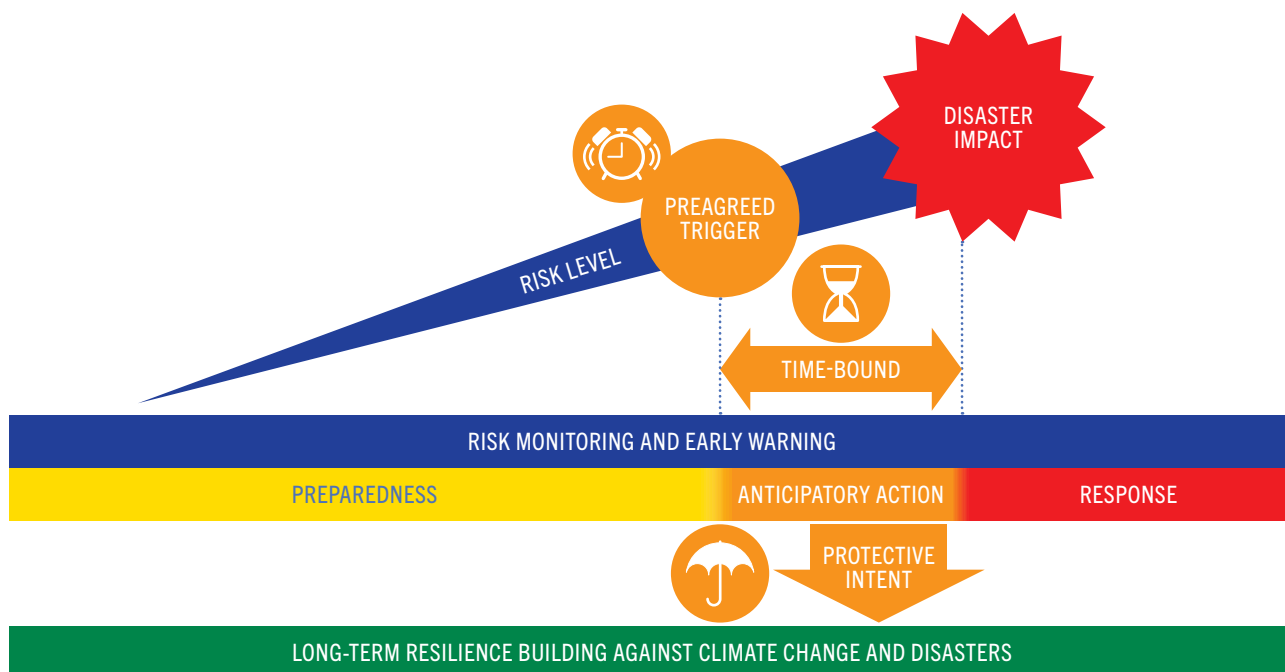 DISASTER
IMPACT
PREAGREED
TRIGGER
RISK LEVEL
TIME-BOUND
RISK MONITORING AND EARLY WARNING
PREPAREDNESS
ANTICIPATORY ACTION
RESPONSE
PROTECTIVE
INTENT
LONG-TERM RESILIENCE BUILDING AGAINST CLIMATE CHANGE AND DISASTERS